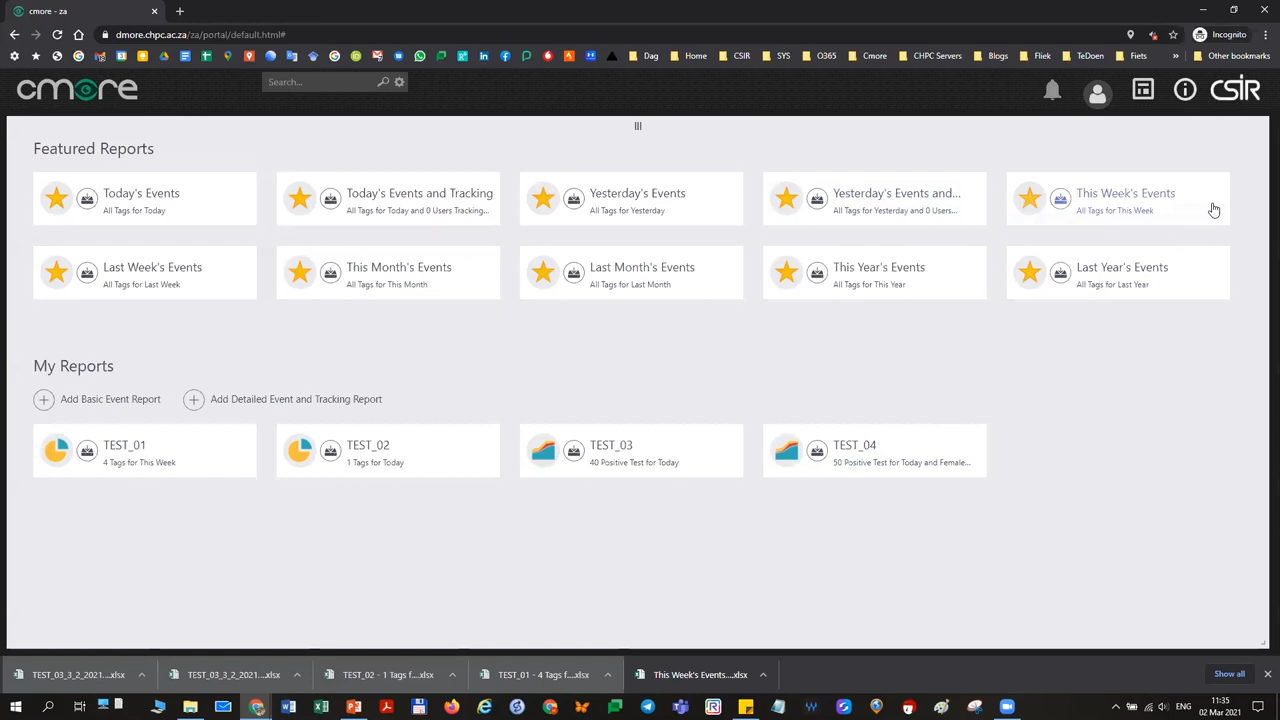 cmore - za
dmore.chpc.ac.za/za/portal/default.html#
Incognito
Dag Home CSIR SYS O365 Cmore CHPC Servers Blogs Fliek TeDoen Fiets » Other bookmarks
cmore
Search...
CSIR
Featured Reports
Today's Events
All Tags for Today
Today's Events and Tracking
All Tags for Today and 0 Users Tracking...
Yesterday's Events
All Tags for Yesterday
Yesterday's Events and...
All Tags for Yesterday and 0 Users...
This Week's Events
All Tags for This Week
Last Week's Events
All Tags for Last Week
This Month's Events
All Tags for This Month
Last Month's Events
All Tags for Last Month
This Year's Events
All Tags for This Year
Last Year's Events
All Tags for Last Year
My Reports
Add Basic Event Report
Add Detailed Event and Tracking Report
TEST_01
4 Tags for This Week
TEST_02
1 Tags for Today
TEST_03
40 Positive Test for Today
TEST_04
50 Positive Test for Today and Female...
TEST_03_3_2_2021....xlsx
TEST_03_3_2_2021....xlsx
TEST_02 - 1 Tags f....xlsx
TEST_01 - 4 Tags f....xlsx
This Week's Events....xlsx
Show all
ENG
11:35
02 Mar 2021